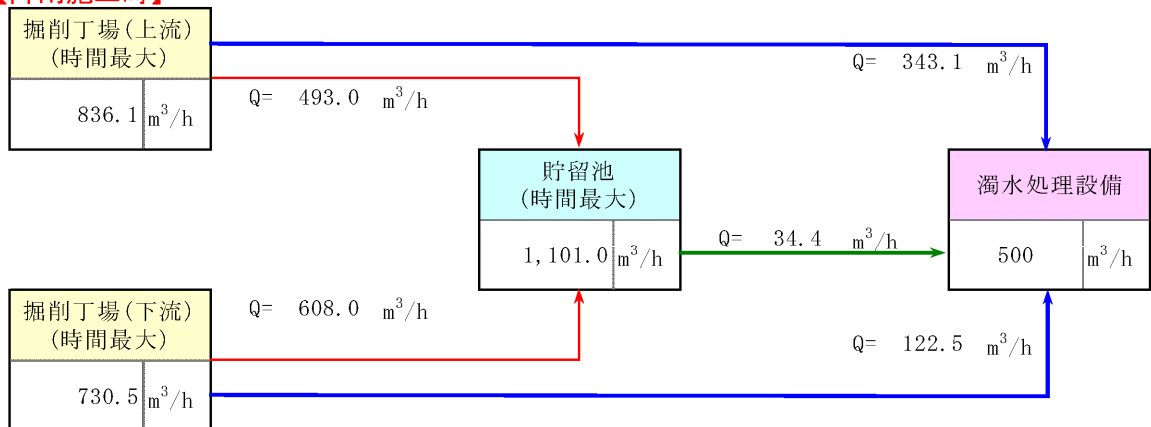 掘削丁場(上流)
(時間最大)
836.1 m³/h
Q= 493.0 m³/h
Q= 343.1 m³/h
貯留池
(時間最大)
1,101.0 m³/h
Q= 34.4 m³/h
濁水処理設備
500 m³/h
掘削丁場(下流)
(時間最大)
730.5 m³/h
Q= 608.0 m³/h
Q= 122.5 m³/h